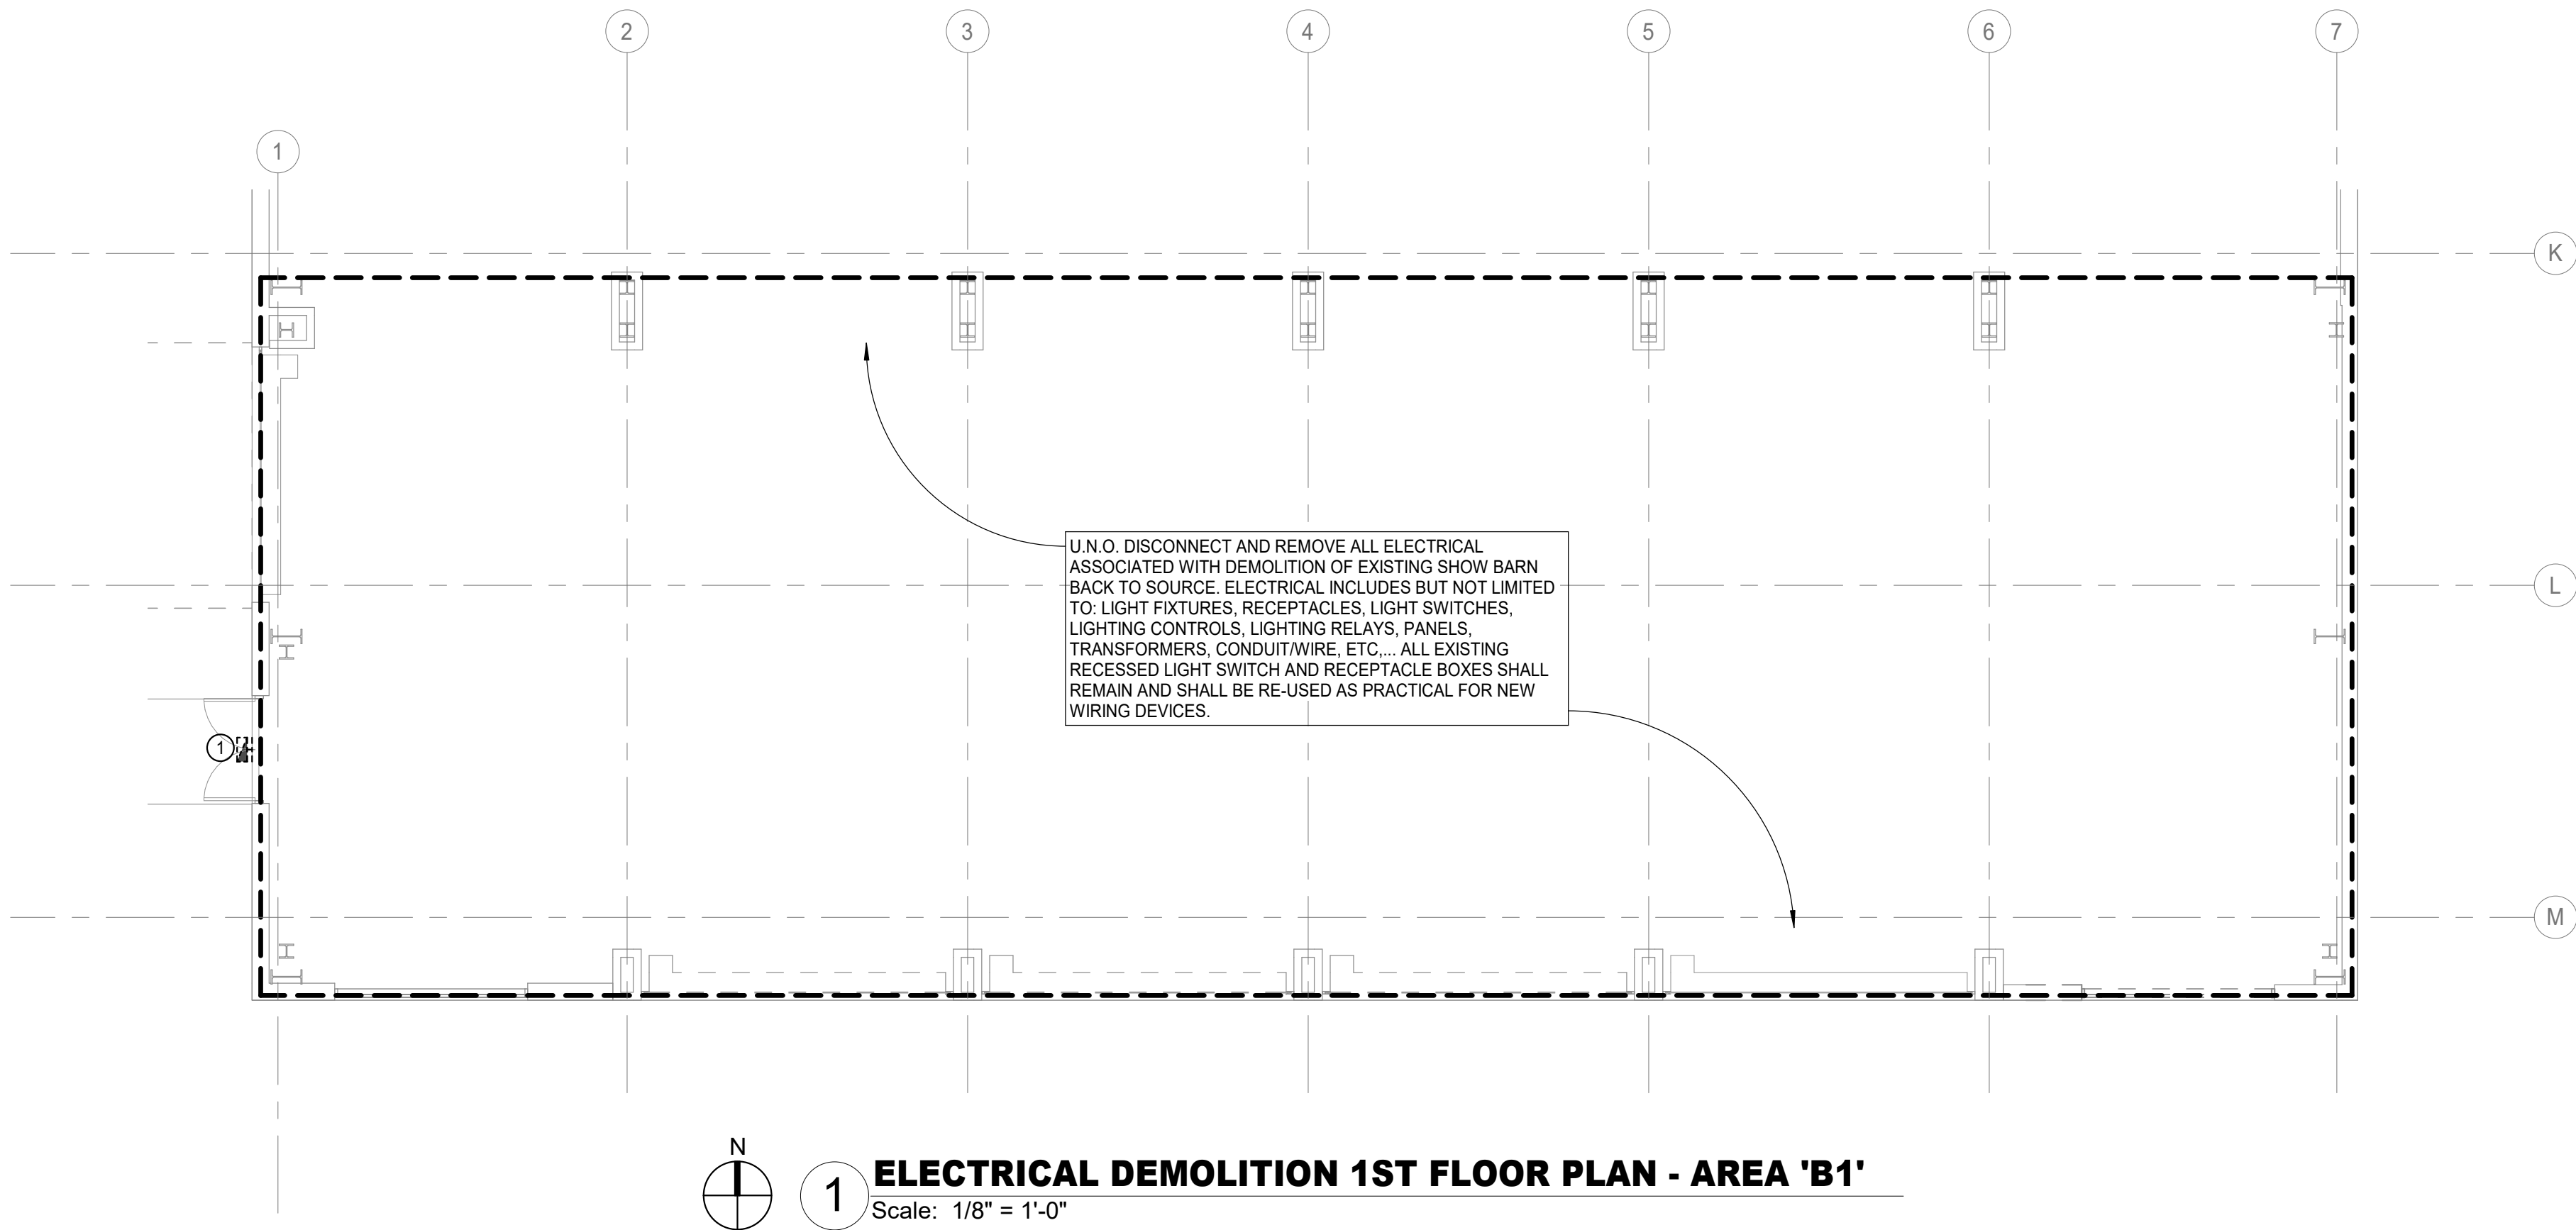 2
3
4
5
6
7
1
K
U.N.O. DISCONNECT AND REMOVE ALL ELECTRICAL
ASSOCIATED WITH DEMOLITION OF EXISTING SHOW BARN
BACK TO SOURCE. ELECTRICAL INCLUDES BUT NOT LIMITED
TO: LIGHT FIXTURES, RECEPTACLES, LIGHT SWITCHES,
LIGHTING CONTROLS, LIGHTING RELAYS, PANELS,
TRANSFORMERS, CONDUIT/WIRE, ETC,... ALL EXISTING
RECESSED LIGHT SWITCH AND RECEPTACLE BOXES SHALL
REMAIN AND SHALL BE RE-USED AS PRACTICAL FOR NEW
WIRING DEVICES.
L
1
M
N
1
ELECTRICAL DEMOLITION 1ST FLOOR PLAN - AREA 'B1'
Scale: 1/8" = 1'-0"